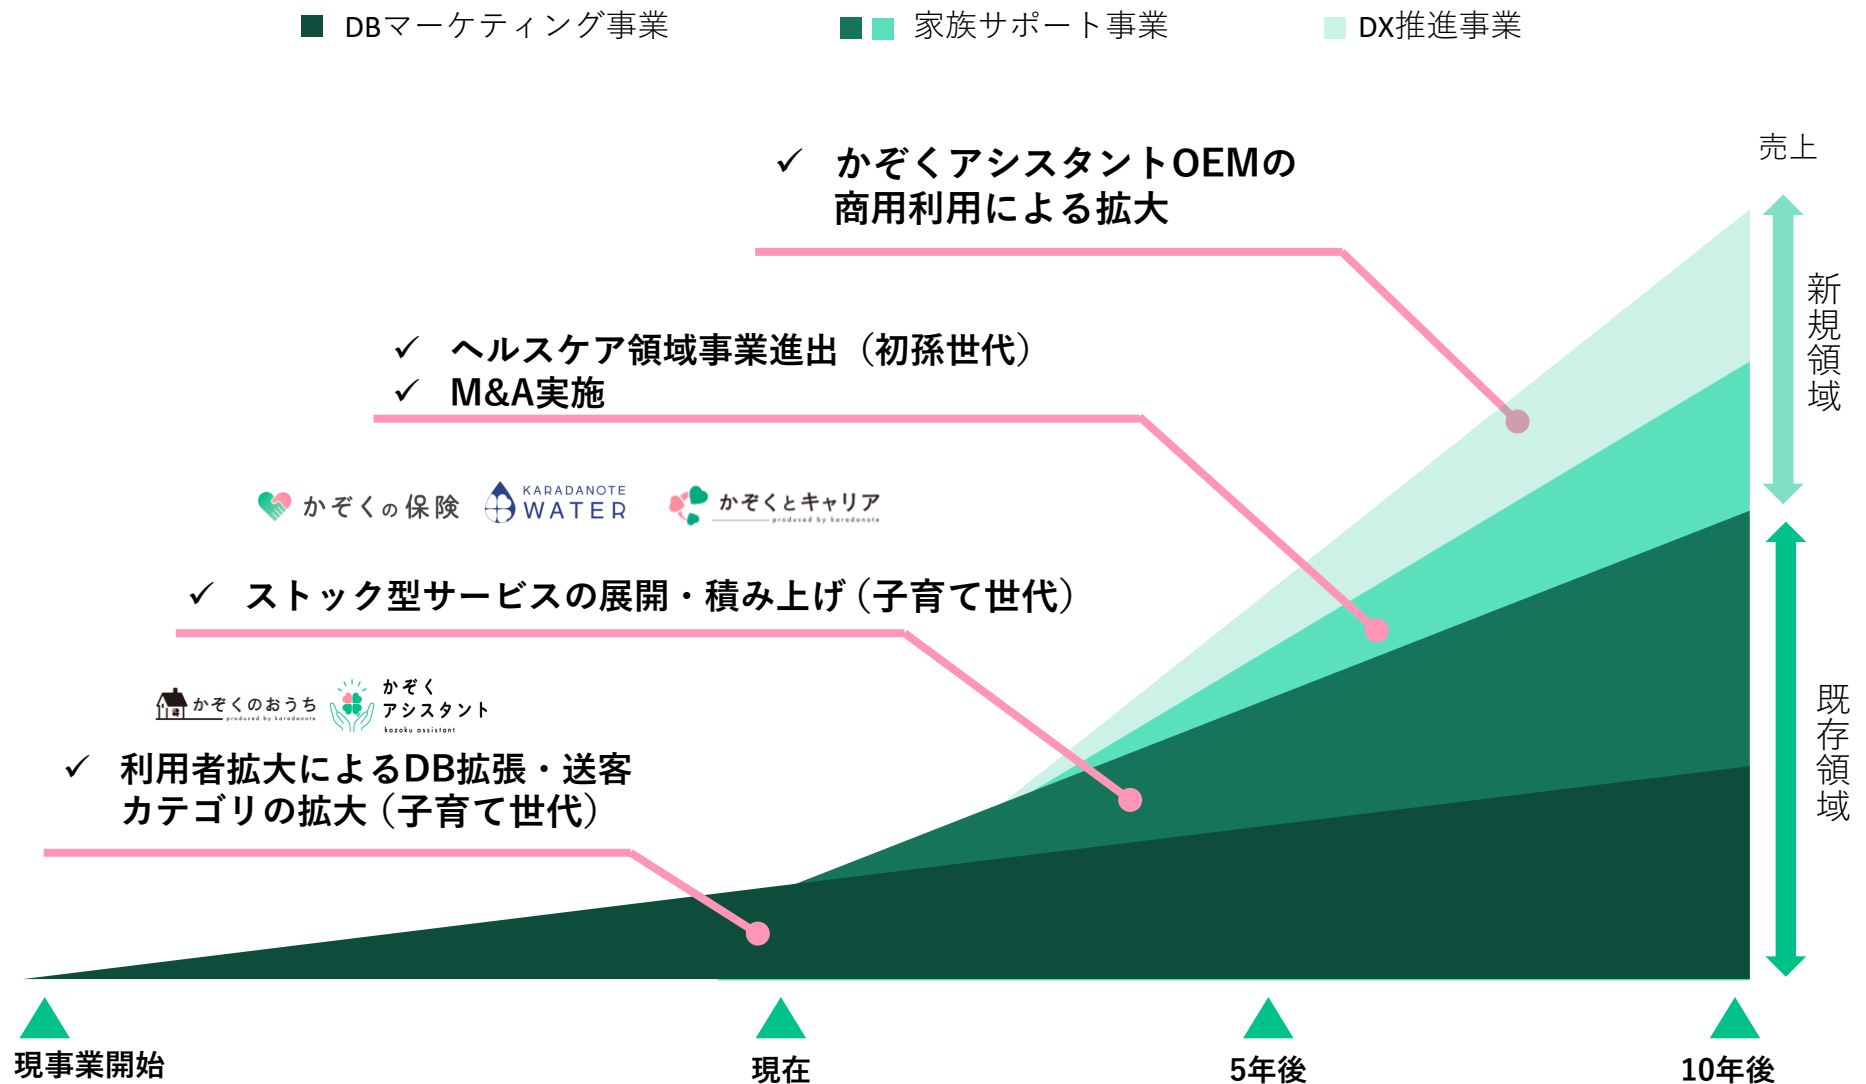 DBマーケティング事業
家族サポート事業
DX推進事業
売上
✓ かぞくアシスタントOEMの
商用利用による拡大
新規領域
✓ ヘルスケア領域事業進出（初孫世代）
✓ M&A実施
かぞくの保険
KARADANOTE
WATER
かぞくとキャリア
produced by karadanote
✓ ストック型サービスの展開・積み上げ（子育て世代）
かぞくのおうち
produced by karadanote
かぞく
アシスタント
kazoku assistant
既存領域
✓ 利用者拡大によるDB拡張・送客
カテゴリの拡大（子育て世代）
現事業開始
現在
5年後
10年後